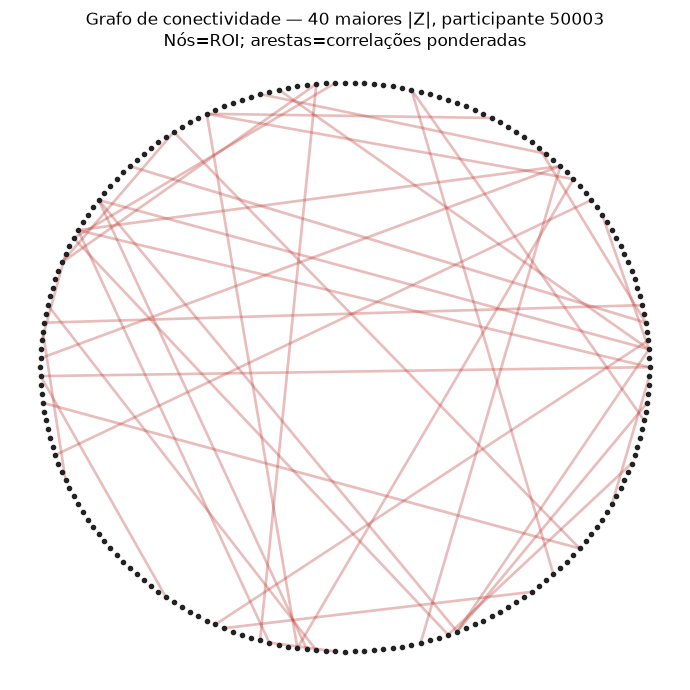 Grafo de conectividade — 40 maiores |Z|, participante 50003
Nós=ROI; arestas=correlações ponderadas